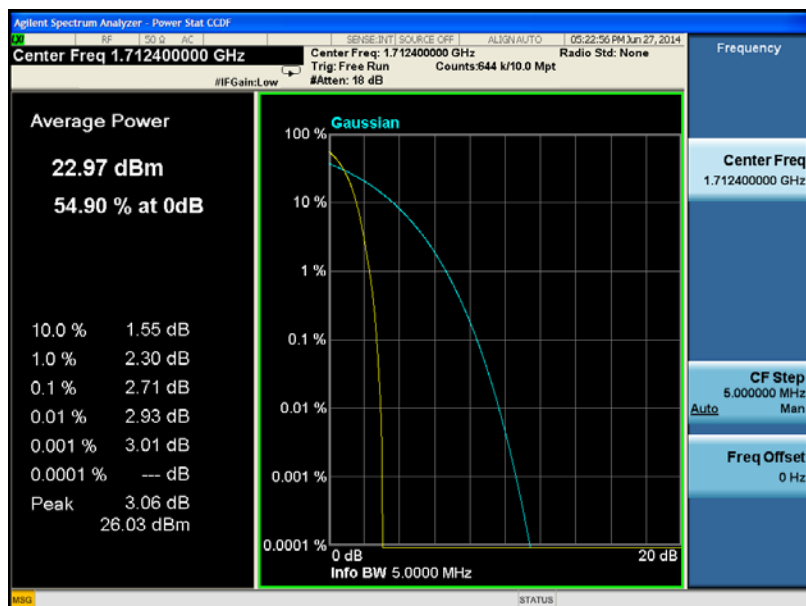 Agilent Spectrum Analyzer - Power Stat CCDF
LXI RF 50 Ω AC SENSE:INT SOURCE OFF ALIGN AUTO 05:22:56 PM Jun 27, 2014
Center Freq 1.712400000 GHz
Center Freq: 1.712400000 GHz Radio Std: None
Trig: Free Run Counts:644 k/10.0 Mpt
#IFGain:Low #Atten: 18 dB
Frequency
Average Power
22.97 dBm
54.90 % at 0dB
10.0 % 1.55 dB
1.0 % 2.30 dB
0.1 % 2.71 dB
0.01 % 2.93 dB
0.001 % 3.01 dB
0.0001 % --- dB
Peak 3.06 dB
26.03 dBm
Gaussian
100 %
10 %
1 %
0.1 %
0.01 %
0.001 %
0.0001 %
0 dB 20 dB
Info BW 5.0000 MHz
Center Freq
1.712400000 GHz
CF Step
5.000000 MHz
Auto Man
Freq Offset
0 Hz
MSG STATUS